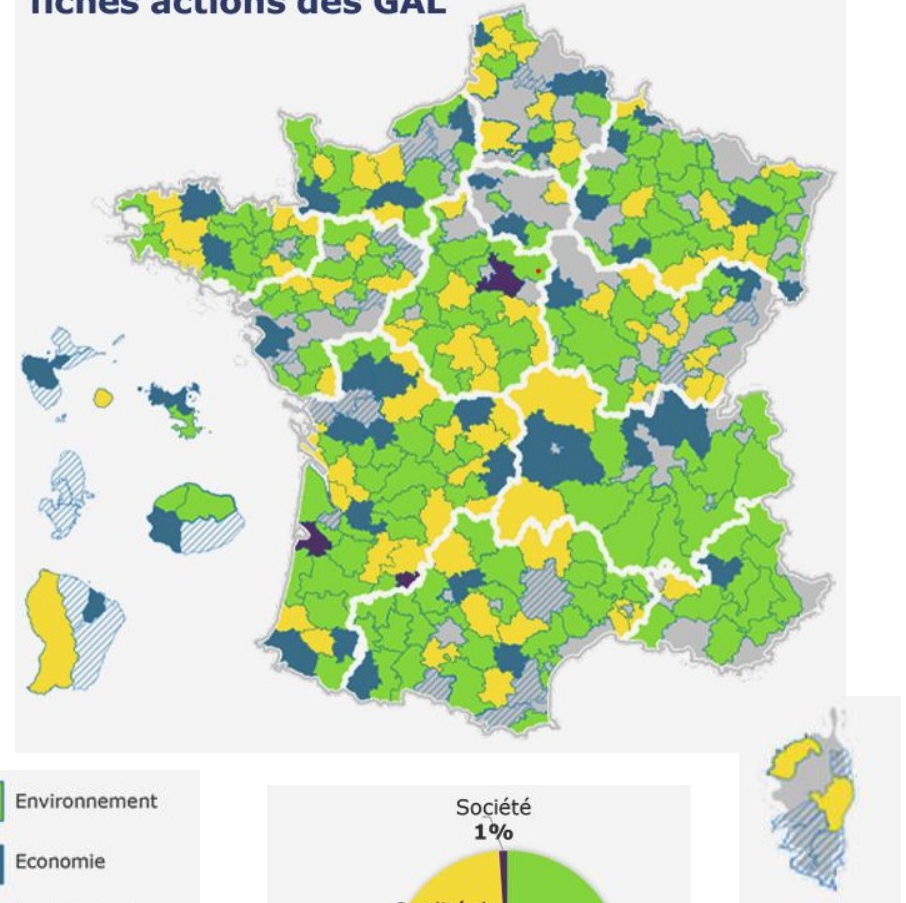 fiches actions des GAL
Environnement
Economie
Société
1%